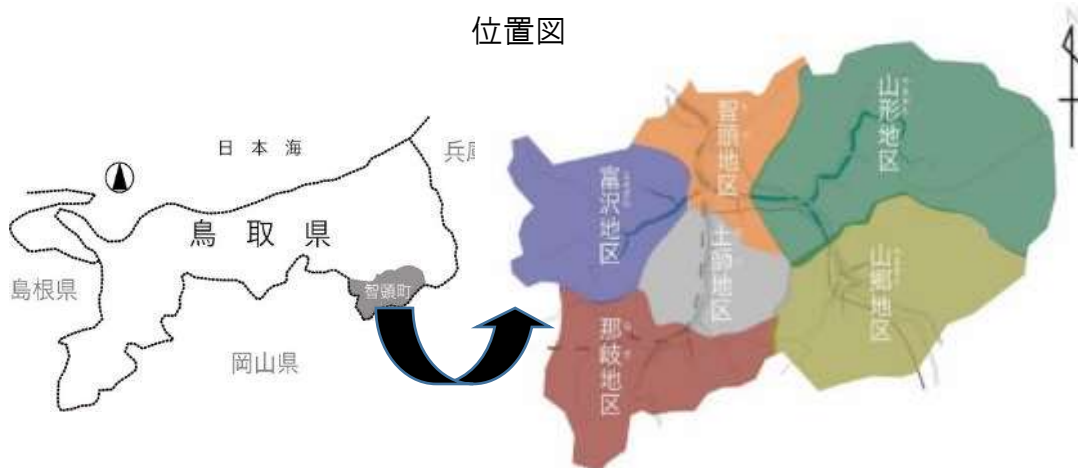 位置図
日本海
兵庫
鳥取県
島根県
智頭町
岡山県
N
山形地区
智頭地区
富沢地区
土師地区
山郷地区
那岐地区